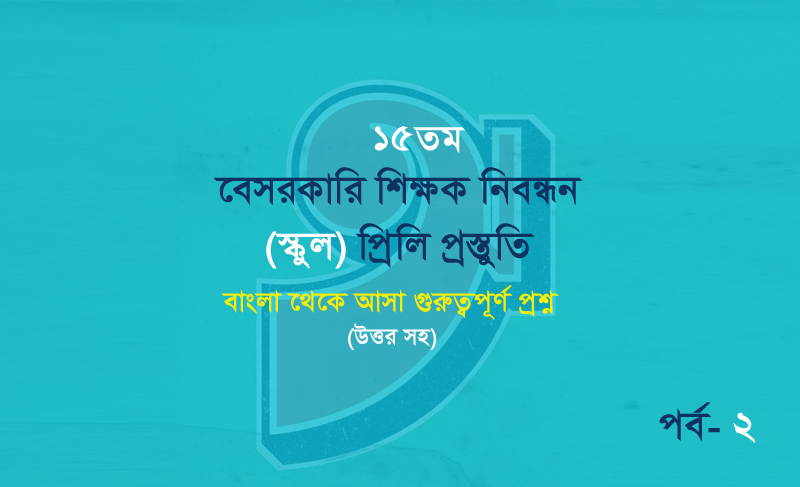 ১৫তম
বেসরকারি শিক্ষক নিবন্ধন
(স্কুল) প্রিলি প্রস্তুতি
বাংলা থেকে আসা গুরুত্বপূর্ণ প্রশ্ন
(উত্তর সহ)
পর্ব- ২